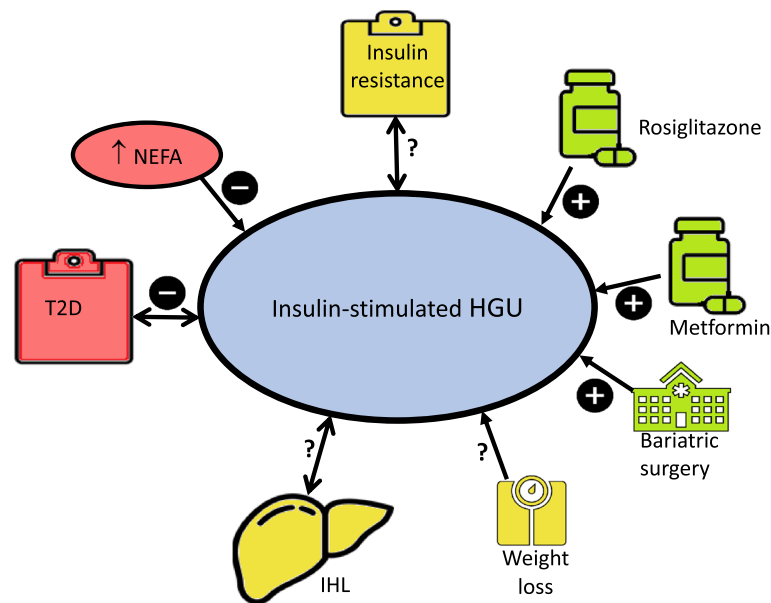 Insulin
resistance
?
Rosiglitazone
↑ NEFA
−
+
T2D
−
Insulin-stimulated HGU
+
Metformin
+
Bariatric
surgery
?
?
Weight
loss
IHL